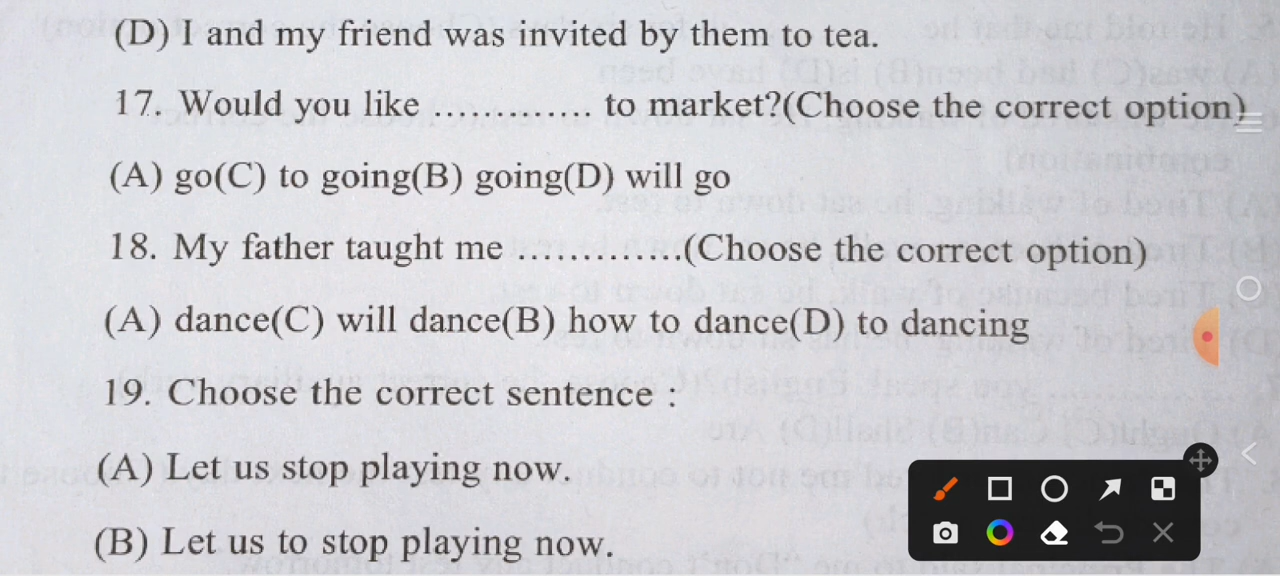 (D) I and my friend was invited by them to tea.
17. Would you like ............. to market?(Choose the correct option)
(A) go(C) to going(B) going(D) will go
18. My father taught me .............(Choose the correct option)
(A) dance(C) will dance(B) how to dance(D) to dancing
19. Choose the correct sentence :
(A) Let us stop playing now.
(B) Let us to stop playing now.